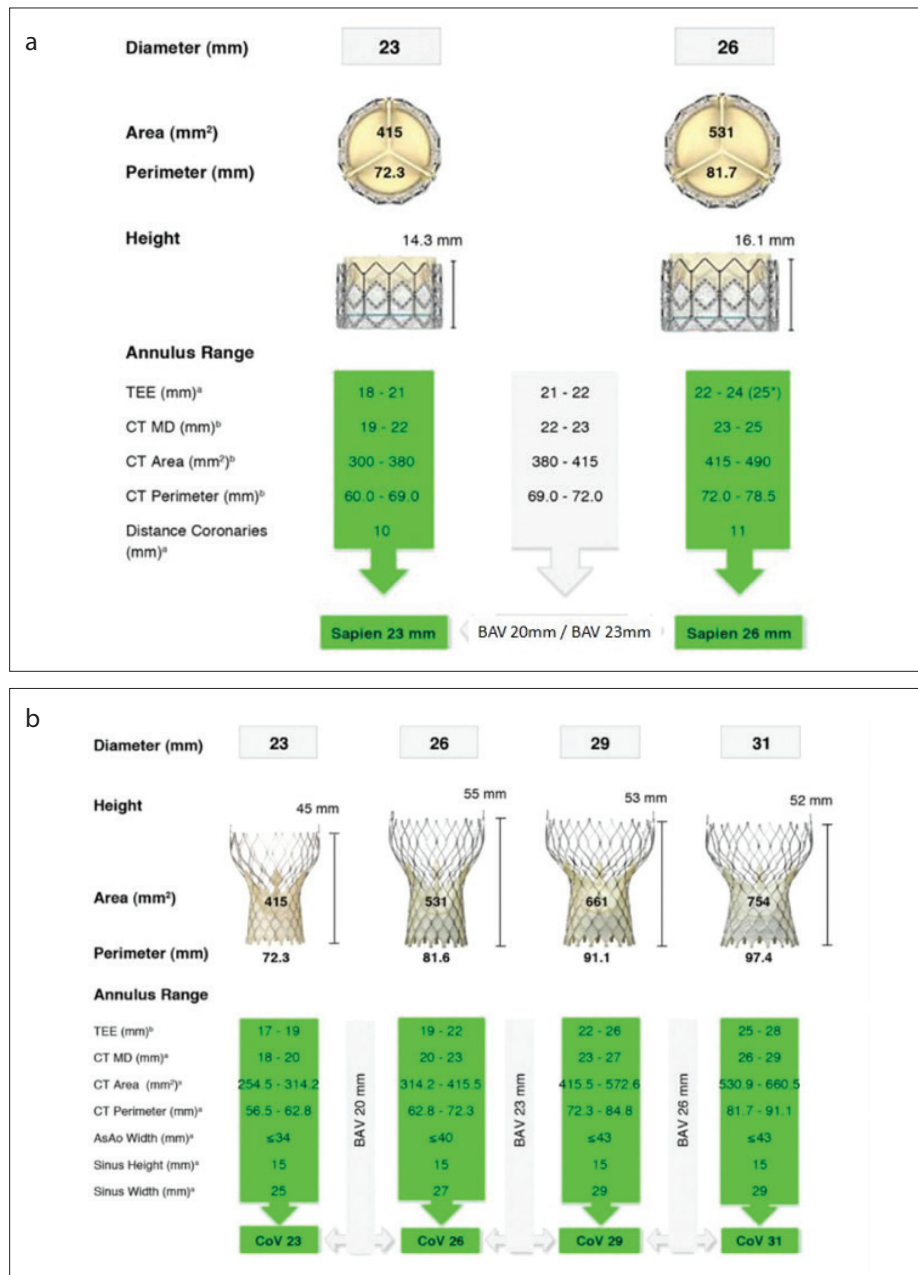 a
Diameter (mm) 23 26
Area (mm²) 415 531
Perimeter (mm) 72.3 81.7
Height 14.3 mm 16.1 mm
Annulus Range
TEE (mm)ᵃ 18 - 21 21 - 22 22 - 24 (25*)
CT MD (mm)ᵇ 19 - 22 22 - 23 23 - 25
CT Area (mm²)ᵇ 300 - 380 380 - 415 415 - 490
CT Perimeter (mm)ᵇ 60.0 - 69.0 69.0 - 72.0 72.0 - 78.5
Distance Coronaries 10 11
(mm)ᵃ
Sapien 23 mm BAV 20mm / BAV 23mm Sapien 26 mm
b
Diameter (mm) 23 26 29 31
Height 45 mm 55 mm 53 mm 52 mm
Area (mm²) 415 531 661 754
Perimeter (mm) 72.3 81.6 91.1 97.4
Annulus Range
TEE (mm)ᵇ 17 - 19 19 - 22 22 - 26 25 - 28
CT MD (mm)ᵃ 18 - 20 20 - 23 23 - 27 26 - 29
CT Area (mm²)ᵃ 254.5 - 314.2 314.2 - 415.5 415.5 - 572.6 530.9 - 660.5
CT Perimeter (mm)ᵃ 56.5 - 62.8 62.8 - 72.3 72.3 - 84.8 81.7 - 91.1
AsAo Width (mm)ᵃ ≤34 ≤40 ≤43 ≤43
Sinus Height (mm)ᵃ 15 15 15 15
Sinus Width (mm)ᵃ 25 27 29 29
BAV 20 mm
BAV 23 mm
BAV 26 mm
CoV 23 CoV 26 CoV 29 CoV 31